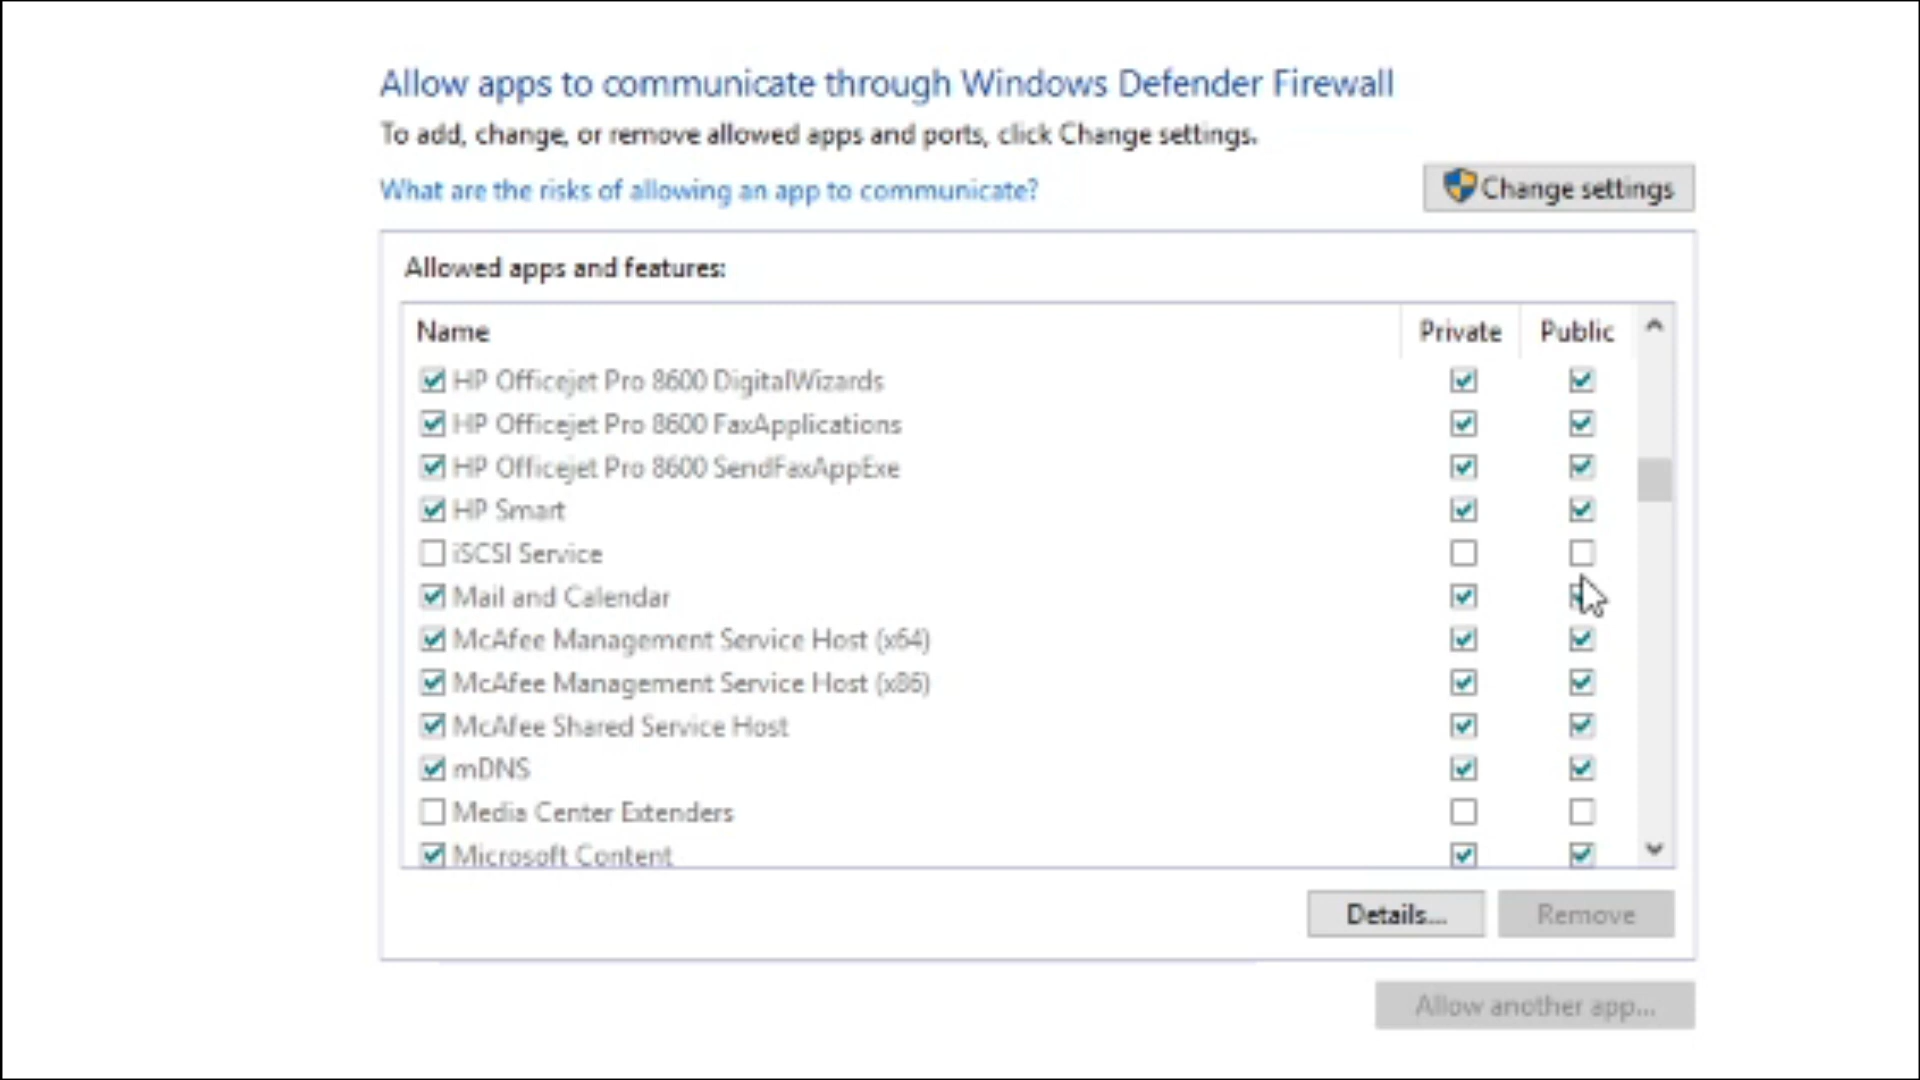 Allow apps to communicate through Windows Defender Firewall
To add, change, or remove allowed apps and ports, click Change settings.
What are the risks of allowing an app to communicate?
Change settings
Allowed apps and features:
Name Private Public
HP Officejet Pro 8600 DigitalWizards
HP Officejet Pro 8600 FaxApplications
HP Officejet Pro 8600 SendFaxAppExe
HP Smart
iSCSI Service
Mail and Calendar
McAfee Management Service Host (x64)
McAfee Management Service Host (x86)
McAfee Shared Service Host
mDNS
Media Center Extenders
Microsoft Content
Details... Remove
Allow another app...